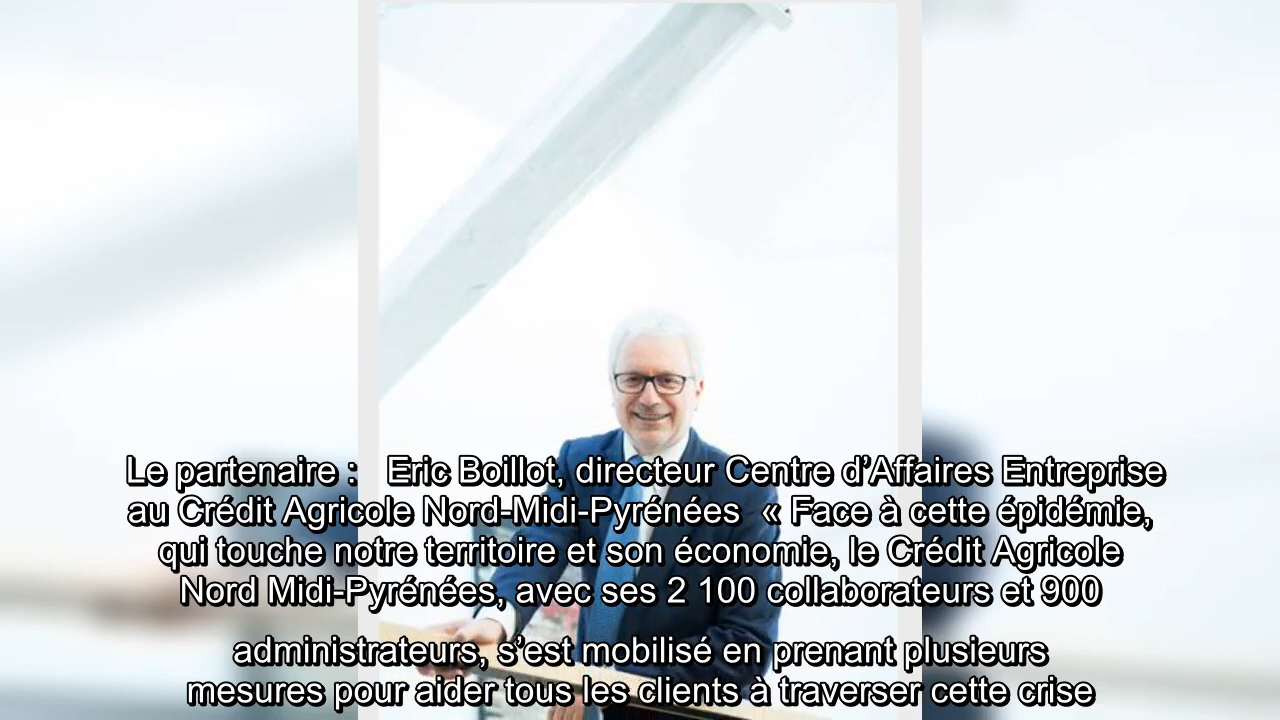 Le partenaire :   Eric Boillot, directeur Centre d’Affaires Entreprise
au Crédit Agricole Nord-Midi-Pyrénées  « Face à cette épidémie,
qui touche notre territoire et son économie, le Crédit Agricole
Nord Midi-Pyrénées, avec ses 2 100 collaborateurs et 900
administrateurs, s’est mobilisé en prenant plusieurs
mesures pour aider tous les clients à traverser cette crise